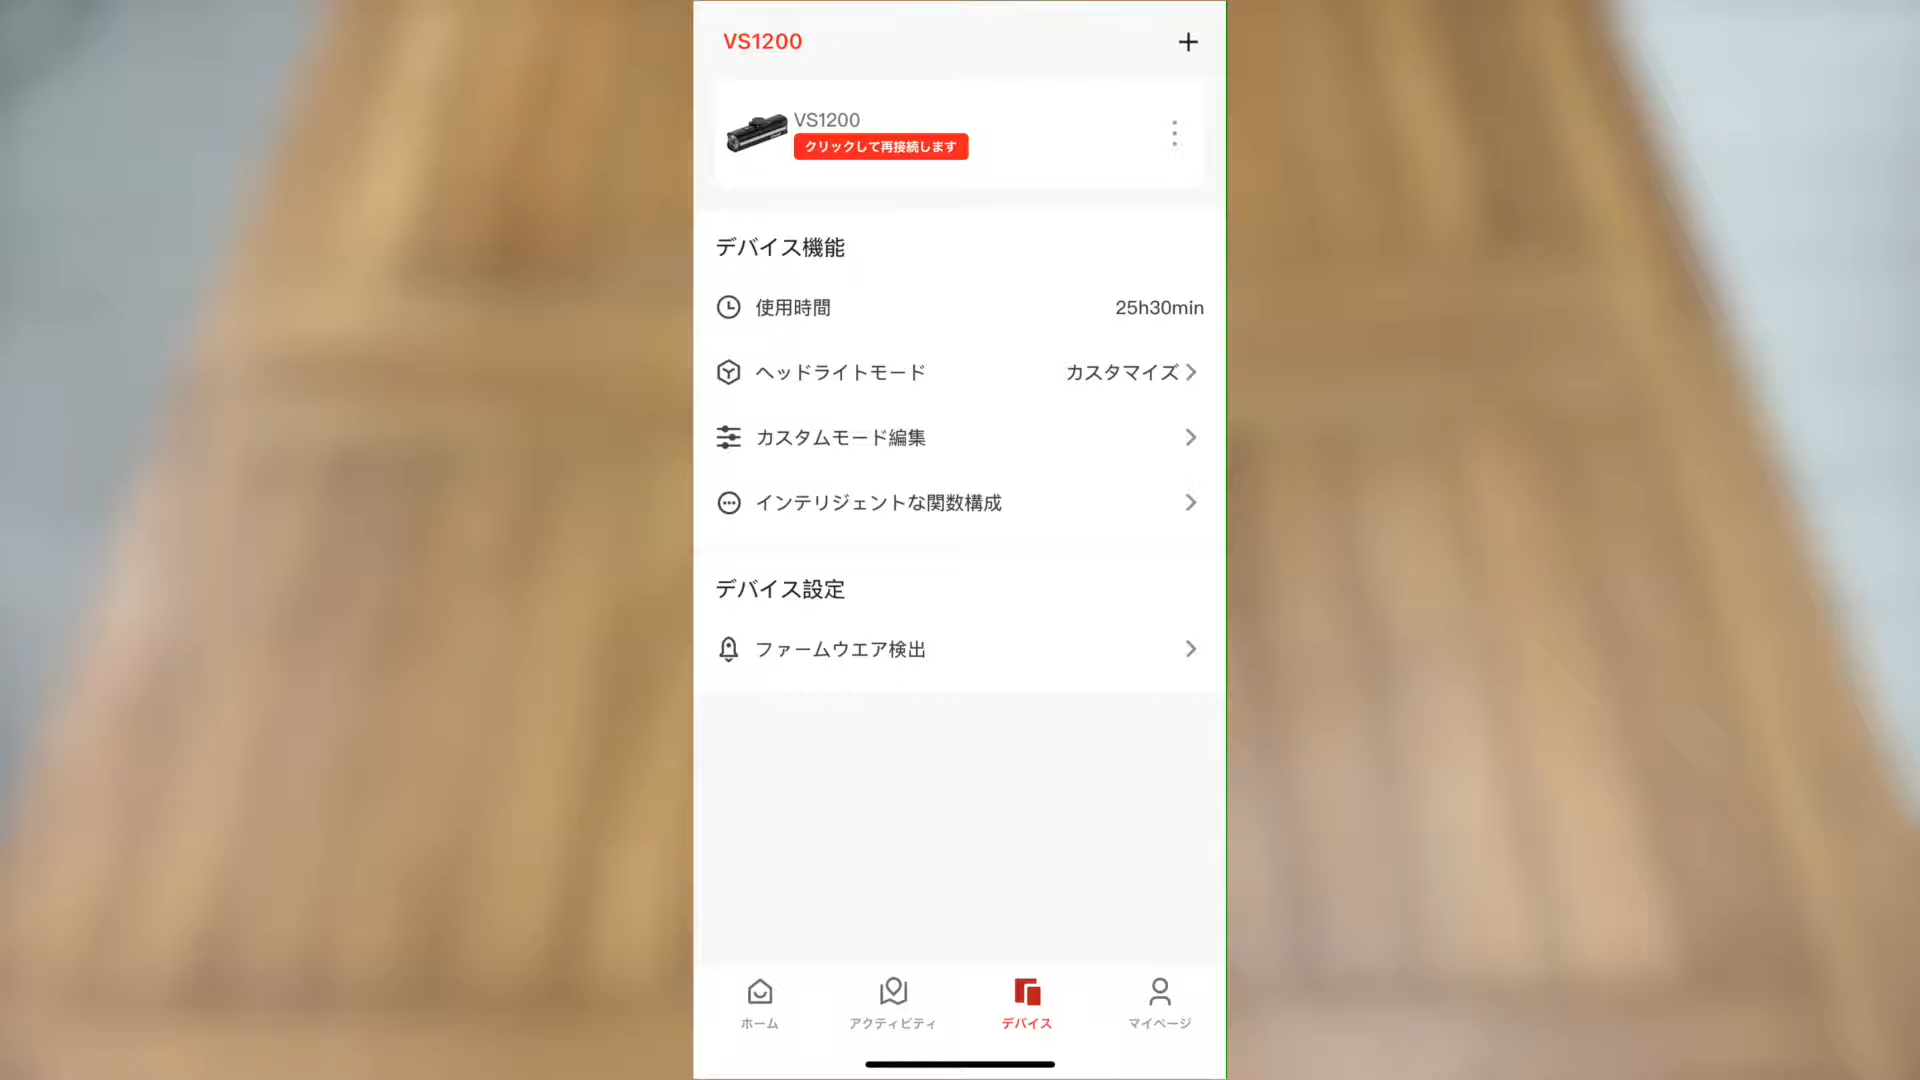 VS1200
VS1200
クリックして再接続します
デバイス機能
使用時間 25h30min
ヘッドライトモード カスタマイズ
カスタムモード編集
インテリジェントな関数構成
デバイス設定
ファームウエア検出
ホーム アクティビティ デバイス マイページ